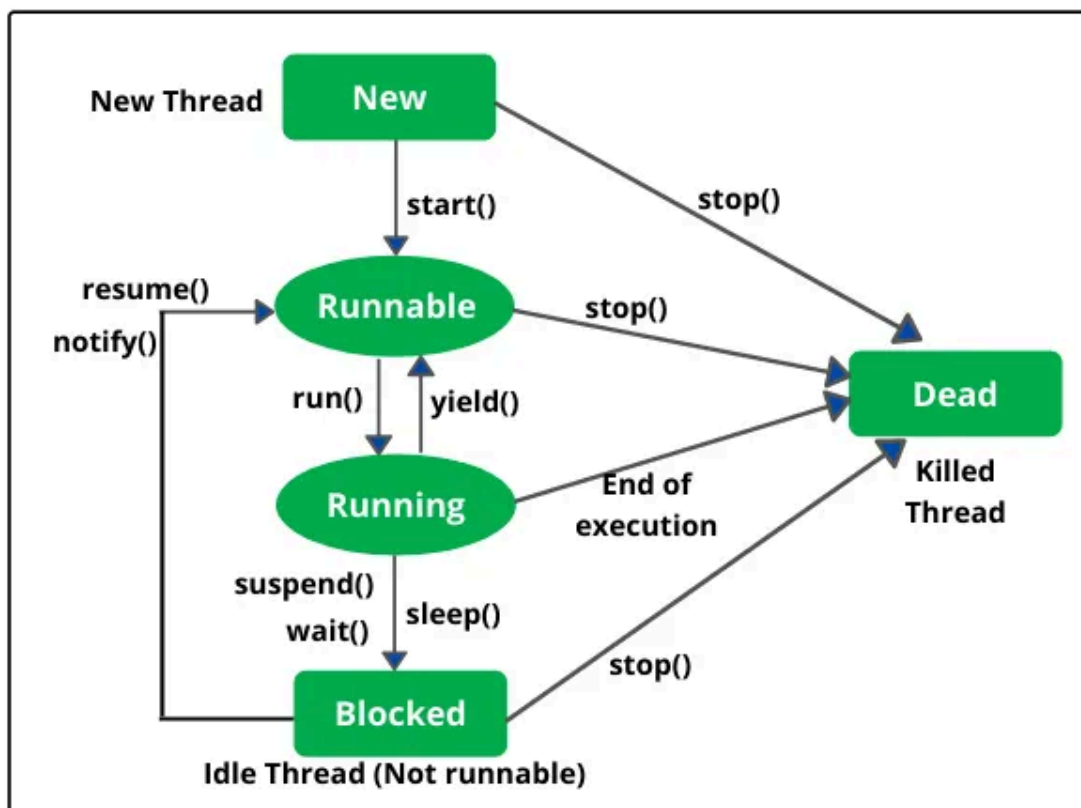 New Thread
New
start()
stop()
resume()
notify()
Runnable
stop()
run()
yield()
Dead
Killed
Thread
Running
End of
execution
suspend()
wait()
sleep()
stop()
Blocked
Idle Thread (Not runnable)